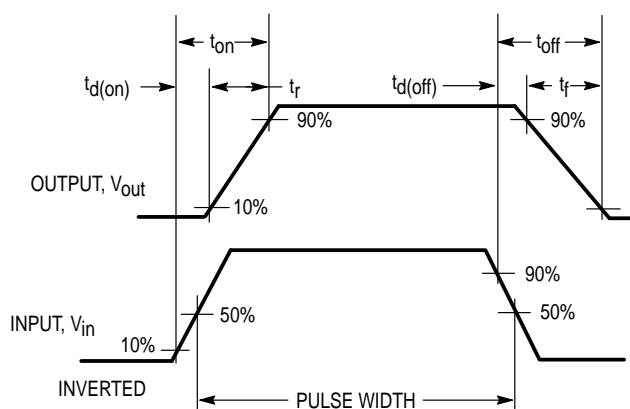 ton toff
td(on) tr td(off) tf
90% 90%
OUTPUT, Vout
10%
90%
INPUT, Vin 50% 50%
10%
INVERTED PULSE WIDTH